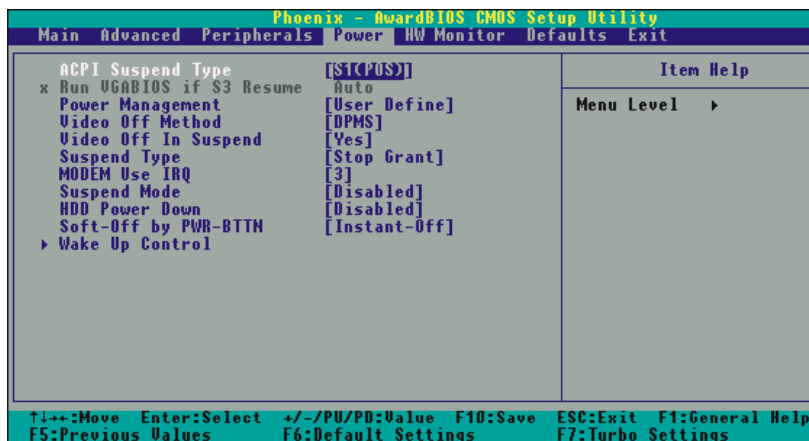 Phoenix - AwardBIOS CMOS Setup Utility
Main Advanced Peripherals Power HW Monitor Defaults Exit
ACPI Suspend Type [S1(POS)]
x Run VGABIOS if S3 Resume Auto
Power Management [User Define]
Video Off Method [DPMS]
Video Off In Suspend [Yes]
Suspend Type [Stop Grant]
MODEM Use IRQ [3]
Suspend Mode [Disabled]
HDD Power Down [Disabled]
Soft-Off by PWR-BTTN [Instant-Off]
▶ Wake Up Control
Item Help
Menu Level ▶
↑↓→←:Move Enter:Select +/-/PU/PD:Value F10:Save ESC:Exit F1:General Help
F5:Previous Values F6:Default Settings F7:Turbo Settings